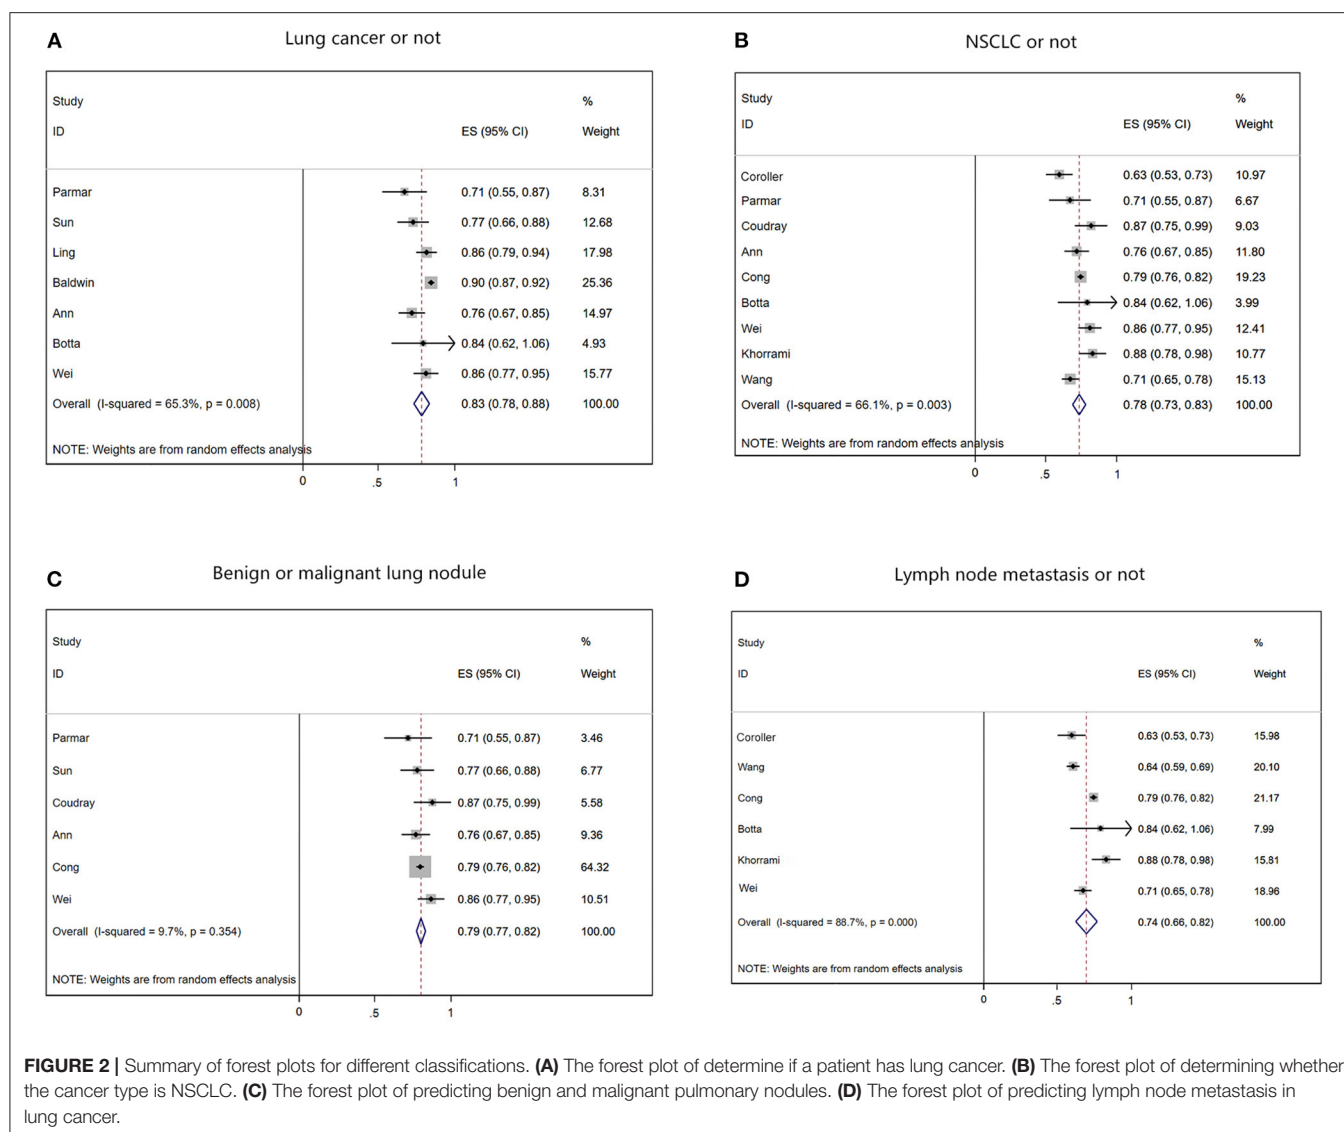 A
Lung cancer or not
Study %
ID ES (95% CI) Weight
Parmar 0.71 (0.55, 0.87) 8.31
Sun 0.77 (0.66, 0.88) 12.68
Ling 0.86 (0.79, 0.94) 17.98
Baldwin 0.90 (0.87, 0.92) 25.36
Ann 0.76 (0.67, 0.85) 14.97
Botta 0.84 (0.62, 1.06) 4.93
Wei 0.86 (0.77, 0.95) 15.77
Overall (I-squared = 65.3%, p = 0.008) 0.83 (0.78, 0.88) 100.00
NOTE: Weights are from random effects analysis
0 .5 1
B
NSCLC or not
Study %
ID ES (95% CI) Weight
Coroller 0.63 (0.53, 0.73) 10.97
Parmar 0.71 (0.55, 0.87) 6.67
Coudray 0.87 (0.75, 0.99) 9.03
Ann 0.76 (0.67, 0.85) 11.80
Cong 0.79 (0.76, 0.82) 19.23
Botta 0.84 (0.62, 1.06) 3.99
Wei 0.86 (0.77, 0.95) 12.41
Khorrami 0.88 (0.78, 0.98) 10.77
Wang 0.71 (0.65, 0.78) 15.13
Overall (I-squared = 66.1%, p = 0.003) 0.78 (0.73, 0.83) 100.00
NOTE: Weights are from random effects analysis
0 .5 1
C
Benign or malignant lung nodule
Study %
ID ES (95% CI) Weight
Parmar 0.71 (0.55, 0.87) 3.46
Sun 0.77 (0.66, 0.88) 6.77
Coudray 0.87 (0.75, 0.99) 5.58
Ann 0.76 (0.67, 0.85) 9.36
Cong 0.79 (0.76, 0.82) 64.32
Wei 0.86 (0.77, 0.95) 10.51
Overall (I-squared = 9.7%, p = 0.354) 0.79 (0.77, 0.82) 100.00
NOTE: Weights are from random effects analysis
0 .5 1
D
Lymph node metastasis or not
Study %
ID ES (95% CI) Weight
Coroller 0.63 (0.53, 0.73) 15.98
Wang 0.64 (0.59, 0.69) 20.10
Cong 0.79 (0.76, 0.82) 21.17
Botta 0.84 (0.62, 1.06) 7.99
Khorrami 0.88 (0.78, 0.98) 15.81
Wei 0.71 (0.65, 0.78) 18.96
Overall (I-squared = 88.7%, p = 0.000) 0.74 (0.66, 0.82) 100.00
NOTE: Weights are from random effects analysis
0 .5 1
FIGURE 2 | Summary of forest plots for different classifications. (A) The forest plot of determine if a patient has lung cancer. (B) The forest plot of determining whether
the cancer type is NSCLC. (C) The forest plot of predicting benign and malignant pulmonary nodules. (D) The forest plot of predicting lymph node metastasis in
lung cancer.